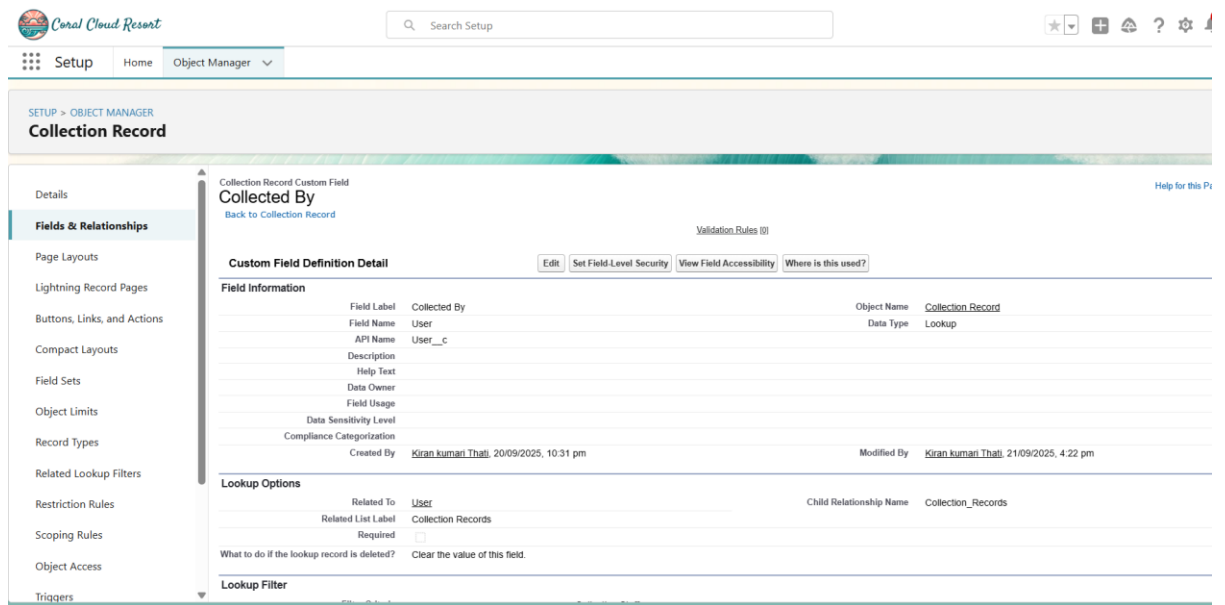 Coral Cloud Resort
Search Setup
Setup
Home
Object Manager
SETUP > OBJECT MANAGER
Collection Record
Details
Fields & Relationships
Page Layouts
Lightning Record Pages
Buttons, Links, and Actions
Compact Layouts
Field Sets
Object Limits
Record Types
Related Lookup Filters
Restriction Rules
Scoping Rules
Object Access
Triggers
Collection Record Custom Field
Collected By
Back to Collection Record
Help for this Pa
Validation Rules [0]
Custom Field Definition Detail
Edit Set Field-Level Security View Field Accessibility Where is this used?
Field Information
Field Label Collected By Object Name Collection Record
Field Name User Data Type Lookup
API Name User__c
Description
Help Text
Data Owner
Field Usage
Data Sensitivity Level
Compliance Categorization
Created By Kiran kumari Thati, 20/09/2025, 10:31 pm Modified By Kiran kumari Thati, 21/09/2025, 4:22 pm
Lookup Options
Related To User Child Relationship Name Collection_Records
Related List Label Collection Records
Required
What to do if the lookup record is deleted? Clear the value of this field.
Lookup Filter